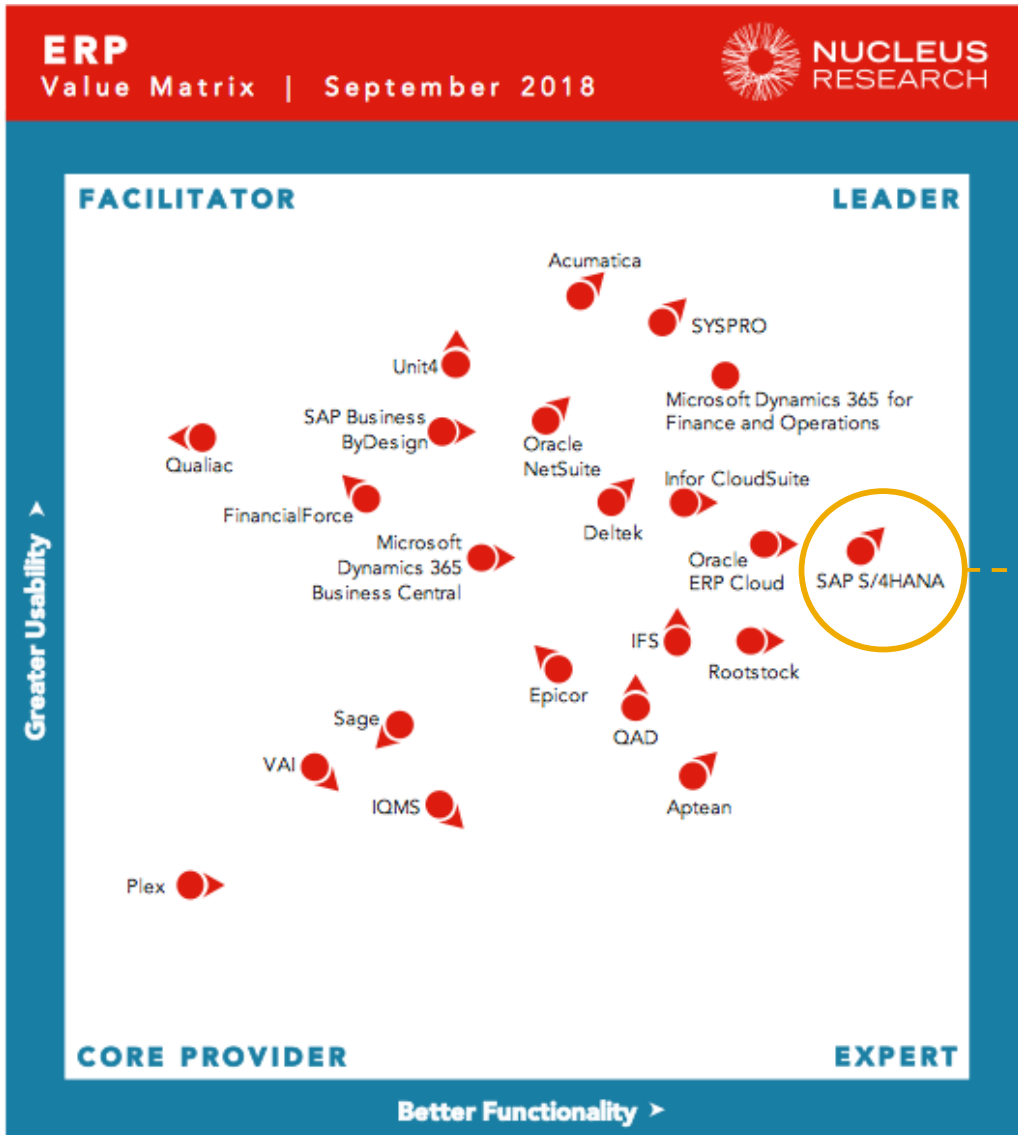 ERP
Value Matrix | September 2018
NUCLEUS
RESEARCH
FACILITATOR
LEADER
Acumatica
SYSPRO
Unit4
Microsoft Dynamics 365 for
Finance and Operations
SAP Business
ByDesign
Oracle
NetSuite
Qualiac
Infor CloudSuite
FinancialForce
Deltek
Microsoft
Dynamics 365
Business Central
Oracle
ERP Cloud
SAP S/4HANA
IFS
Rootstock
Epicor
Sage
QAD
VAI
IQMS
Aptean
Plex
Greater Usability >
CORE PROVIDER
EXPERT
Better Functionality >